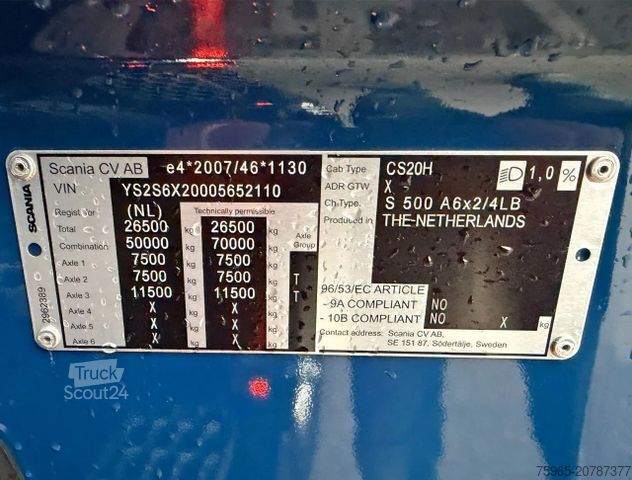 Scania CV AB e4*2007/46*1130
VIN YS2S6X20005652110
Registr for (NL) Technically permissible
Total 26500 kg 26500 kg Axle Group
Combination 50000 kg 70000 kg
Axle 1 7500 kg 7500 kg
Axle 2 7500 kg 7500 kg T
Axle 3 11500 kg 11500 kg T
Axle 4 X kg X kg
Axle 5 X kg X kg
Axle 6 X kg X kg
Cab Type CS20H 1,0 %
ADR GTW X
Ch.Type. S 500 A6x2/4LB
Produced in THE-NETHERLANDS
96/53/EC ARTICLE
- 9A COMPLIANT NO
- 10B COMPLIANT NO X kg
Contact address: Scania CV AB,
SE 151 87, Södertälje, Sweden
SCANIA
2962389
Truck
Scout24
75965-20787377